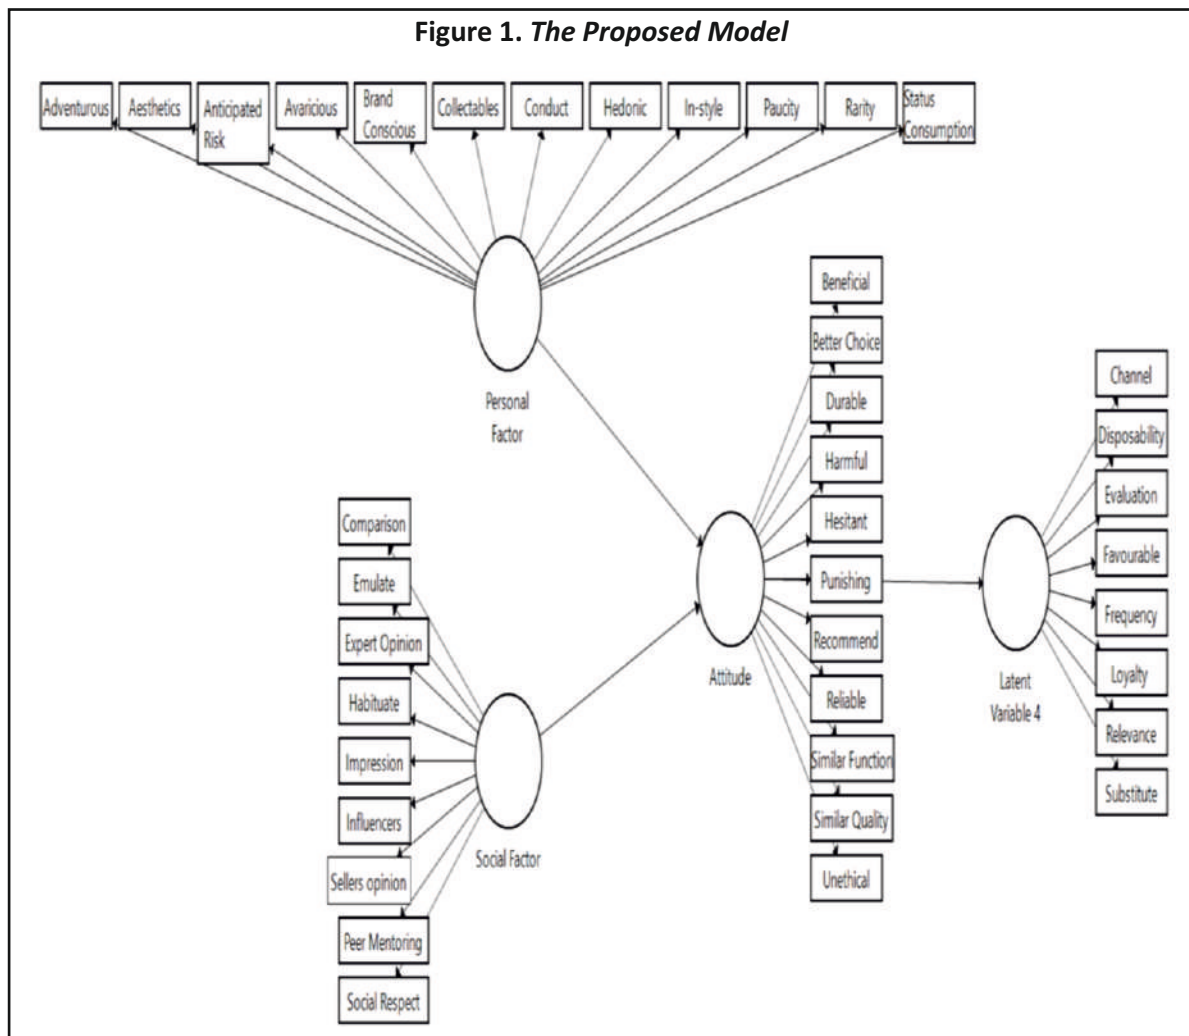 Figure 1. The Proposed Model
Adventurous
Aesthetics
Anticipated
Risk
Avaricious
Brand
Conscious
Collectables
Conduct
Hedonic
In-style
Paucity
Rarity
Status
Consumption
Personal
Factor
Beneficial
Better Choice
Durable
Harmful
Hesitant
Punishing
Recommend
Reliable
Similar Function
Similar Quality
Unethical
Attitude
Channel
Disposability
Evaluation
Favourable
Frequency
Loyalty
Relevance
Substitute
Latent
Variable 4
Comparison
Emulate
Expert Opinion
Habituate
Impression
Influencers
Sellers opinion
Peer Mentoring
Social Respect
Social Factor